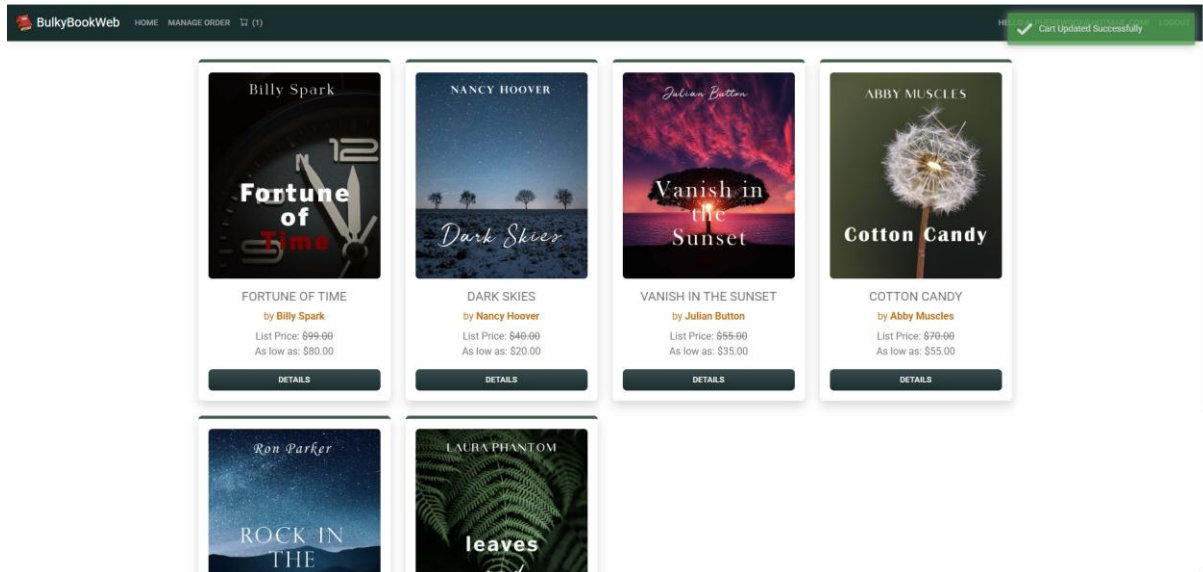 BulkyBookWeb HOME MANAGE ORDER (1)
LOGOUT
Cart Updated Successfully
Billy Spark
12
Fortune
of
Time
FORTUNE OF TIME
by Billy Spark
List Price: $99.00
As low as: $80.00
DETAILS
NANCY HOOVER
Dark Skies
DARK SKIES
by Nancy Hoover
List Price: $40.00
As low as: $20.00
DETAILS
Julian Button
Vanish in
the
Sunset
VANISH IN THE SUNSET
by Julian Button
List Price: $55.00
As low as: $35.00
DETAILS
ABBY MUSCLES
Cotton Candy
COTTON CANDY
by Abby Muscles
List Price: $70.00
As low as: $55.00
DETAILS
Ron Parker
ROCK IN
THE
LAURA PHANTOM
leaves